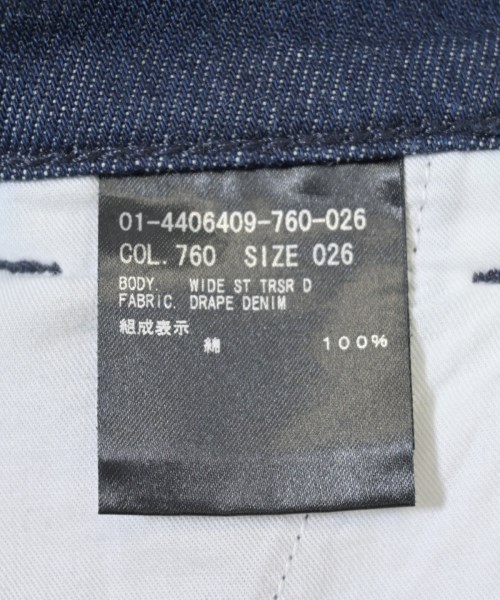 01-4406409-760-026
COL. 760 SIZE 026
BODY. WIDE ST TRSR D
FABRIC. DRAPE DENIM
組成表示
綿 100%